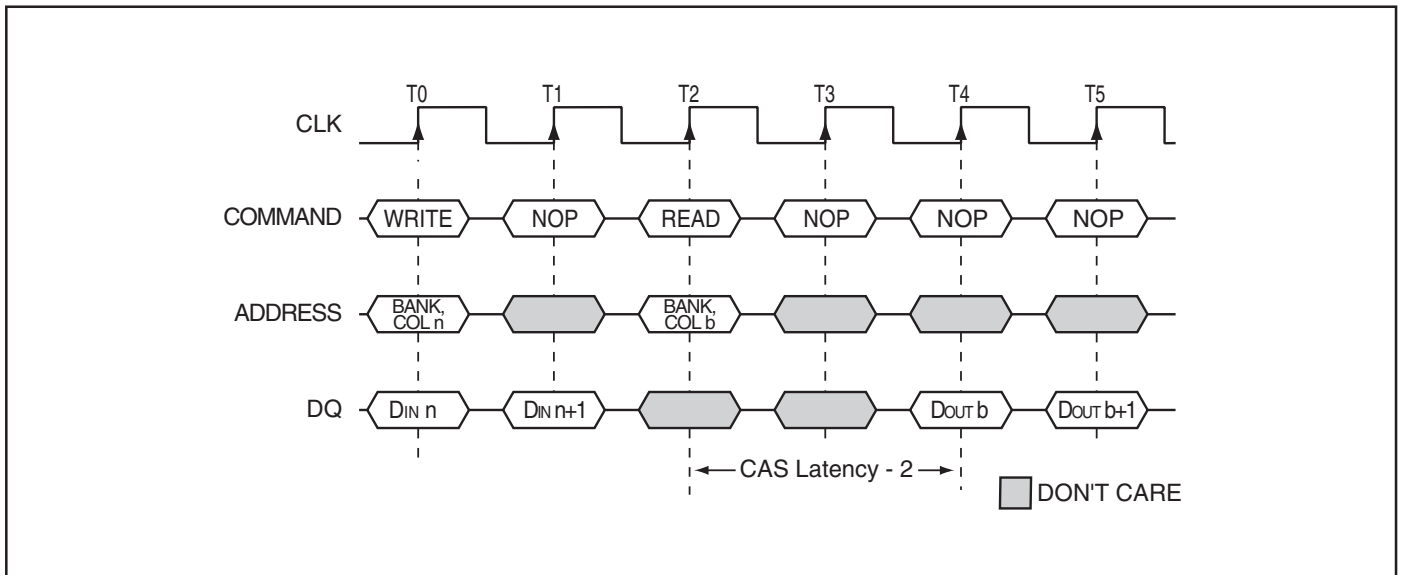 T0 T1 T2 T3 T4 T5
CLK
COMMAND WRITE NOP READ NOP NOP NOP
ADDRESS BANK, COL n BANK, COL b
DQ DIN n DIN n+1 DOUT b DOUT b+1
CAS Latency - 2
DON'T CARE